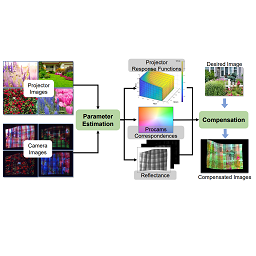 Projector
Images
Camera
Images
Parameter
Estimation
Projector
Response Functions
Procams
Correspondences
Reflectance
Desired Image
Compensation
Compensated Images